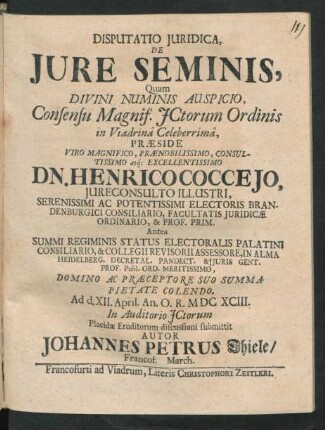 DISPUTATIO JURIDICA,
DE
JURE SEMINIS,
Quam
DIVINI NUMINIS AUSPICIO,
Consensu Magnif. JCtorum Ordinis
in Viadrinâ Celeberrimâ,
PRÆSIDE
VIRO MAGNIFICO, PRÆNOBILISSIMO, CONSUL-
TISSIMO atq; EXCELLENTISSIMO
DN. HENRICO COCCEJO,
JURECONSULTO ILLUSTRI,
SERENISSIMI AC POTENTISSIMI ELECTORIS BRAN-
DENBURGICI CONSILIARIO, FACULTATIS JURIDICÆ
ORDINARIO, & PROF. PRIM.
Antea
SUMMI REGIMINIS STATUS ELECTORALIS PALATINI
CONSILIARIO, & COLLEGII REVISORII ASSESSORE, IN ALMA
HEIDELBERG. DECRETAL. PANDECT. & JURIS GENT.
PROF. Publ. ORD. MERITISSIMO,
DOMINO AC PRÆCEPTORE SUO SUMMA
PIETATE COLENDO,
Ad d. XII. April. An. O. R. MDC XCIII.
In Auditorio JCtorum
Placidæ Eruditorum discussioni submittit
AUTOR
JOHANNES PETRUS Thiele/
Francof. March.
Francofurti ad Viadrum, Literis CHRISTOPHORI ZEITLERI.